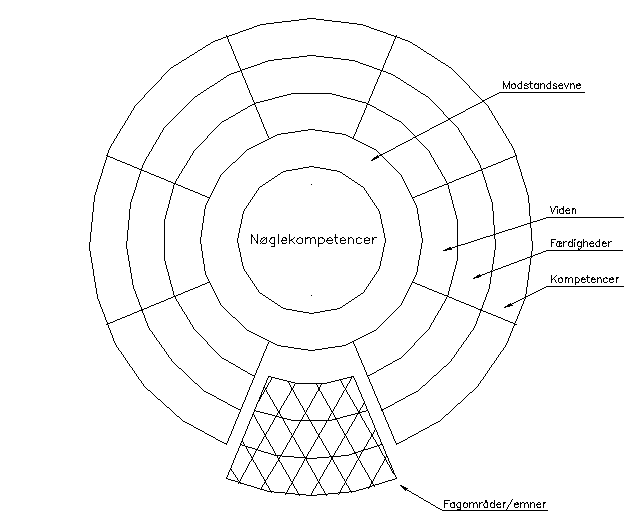 Modstandsevne
Viden
Nøglekompetencer
Færdigheder
Kompetencer
Fagområder/emner